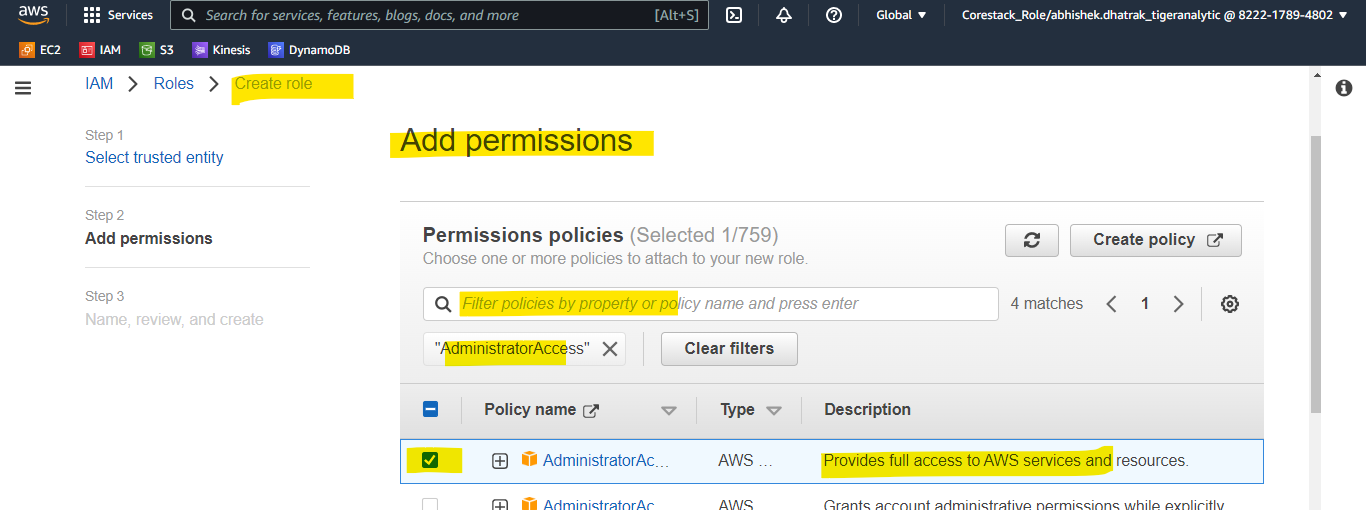 aws
Services
Search for services, features, blogs, docs, and more [Alt+S]
Global
Corestack_Role/abhishek.dhatrak_tigeranalytic @ 8222-1789-4802
EC2 IAM S3 Kinesis DynamoDB
IAM > Roles > Create role
Step 1
Select trusted entity
Step 2
Add permissions
Step 3
Name, review, and create
Add permissions
Permissions policies (Selected 1/759)
Choose one or more policies to attach to your new role.
Create policy
Filter policies by property or policy name and press enter
4 matches
1
"AdministratorAccess"
Clear filters
Policy name Type Description
AdministratorAc... AWS ... Provides full access to AWS services and resources.
AdministratorAc AWS Grants account administrative permissions while explicitly